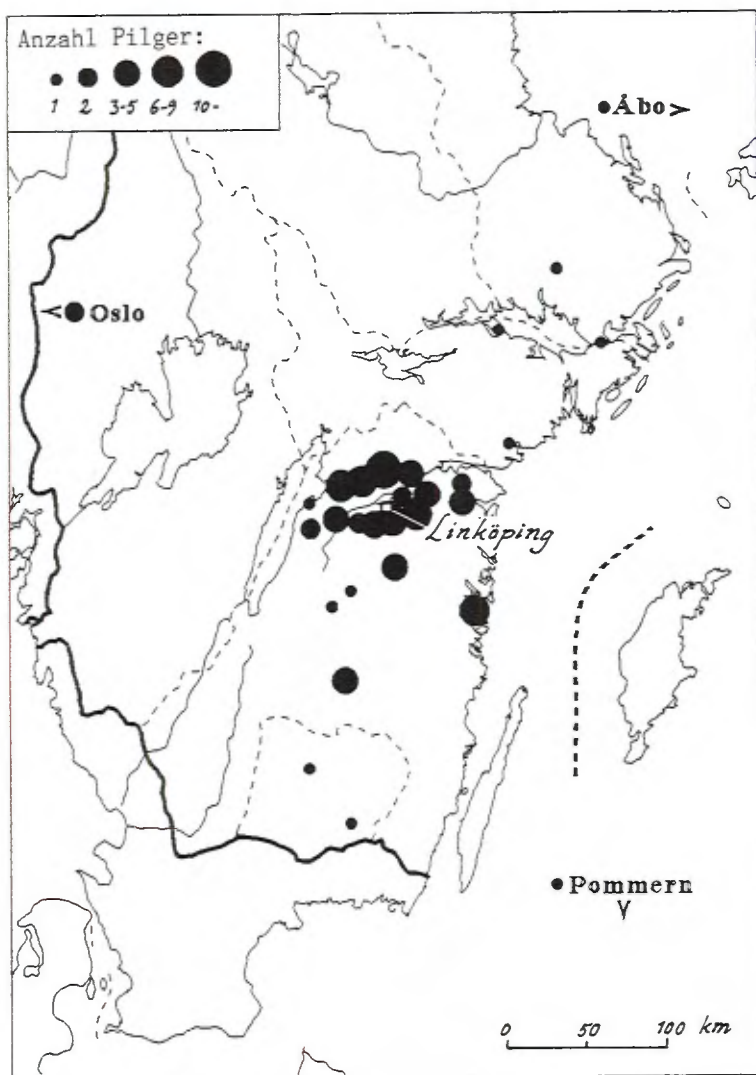 Anzahl Pilger:
1 2 3-5 6-9 10-
Åbo
Oslo
Linköping
Pommern
0 50 100 km